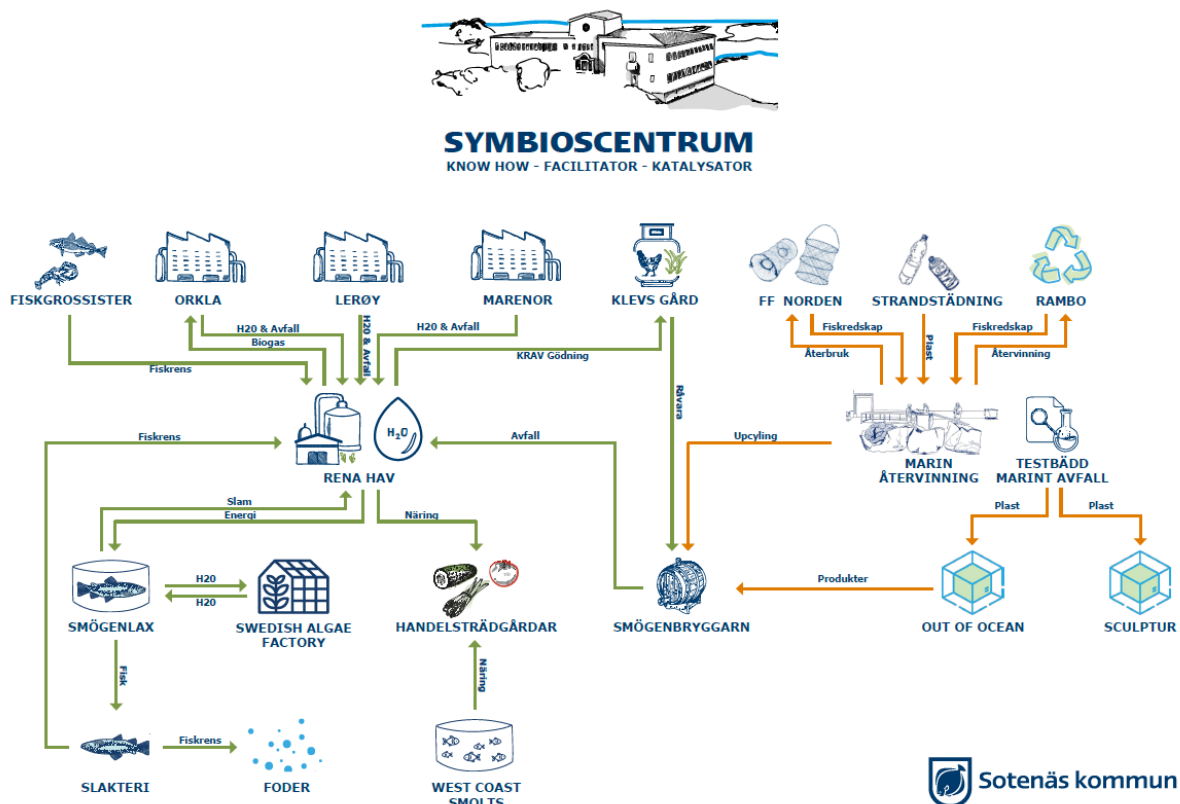 SYMBIOSCENTRUM
KNOW HOW - FACILITATOR - KATALYSATOR
FISKGROSSISTER
ORKLA
LERØY
MARENOR
KLEVS GÅRD
FF NORDEN
STRANDSTÄDNING
RAMBO
H20 & Avfall
Biogas
H20 & Avfall
H20 & Avfall
Fiskrens
KRAV Gödning
Råvara
Fiskredskap
Återbruk
Plast
Fiskredskap
Återvinning
H₂O
Fiskrens
RENA HAV
Avfall
Upcyling
MARIN
ÅTERVINNING
TESTBÄDD
MARINT AVFALL
Slam
Energi
Näring
Plast
Plast
H20
H20
SMÖGENLAX
SWEDISH ALGAE
FACTORY
HANDELSTRÄDGÅRDAR
SMÖGENBRYGGARN
Produkter
OUT OF OCEAN
SCULPTUR
Fisk
Näring
Fiskrens
SLAKTERI
FODER
WEST COAST
SMOLTS
Sotenäs kommun